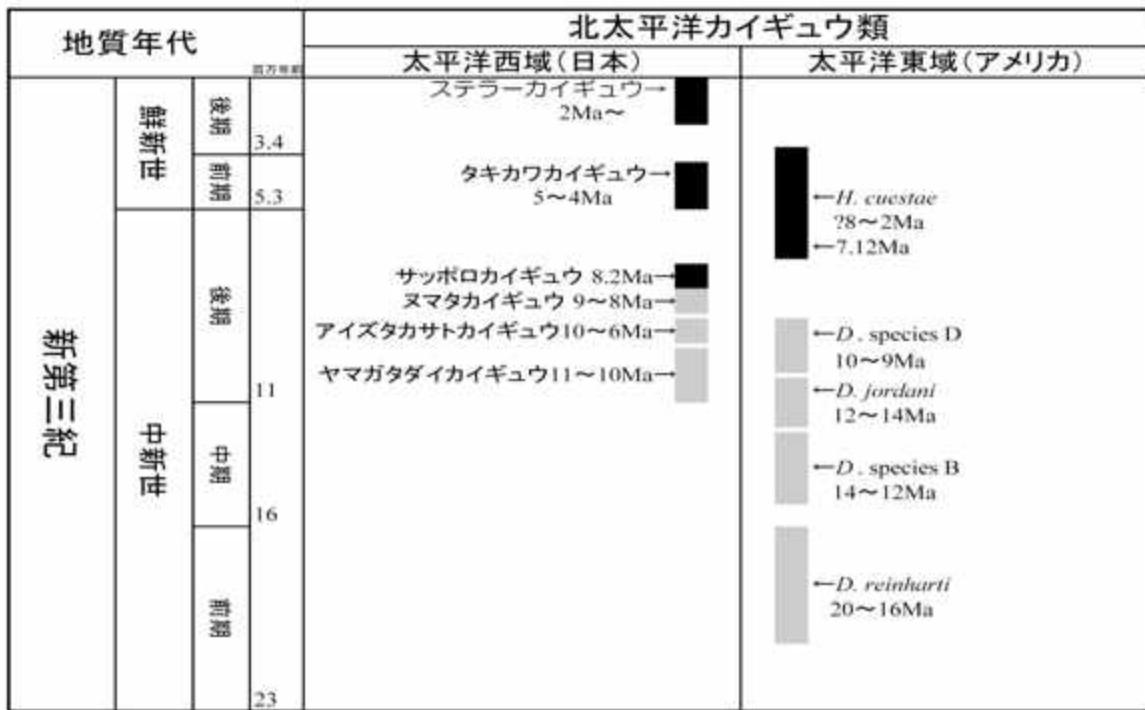 地質年代
百万年前
北太平洋カイギュウ類
太平洋西域(日本)
太平洋東域(アメリカ)
新第三紀
鮮新世
後期
3.4
前期
5.3
中新世
後期
11
中期
16
前期
23
ステラーカイギュウ→
2Ma~
タキカワカイギュウ→
5~4Ma
サッポロカイギュウ 8.2Ma→
ヌマタカイギュウ 9~8Ma→
アイズタカサトカイギュウ10~6Ma→
ヤマガタダイカイギュウ11~10Ma→
←H. cuestae
?8~2Ma
←7.12Ma
←D. species D
10~9Ma
←D. jordani
12~14Ma
←D. species B
14~12Ma
←D. reinharti
20~16Ma